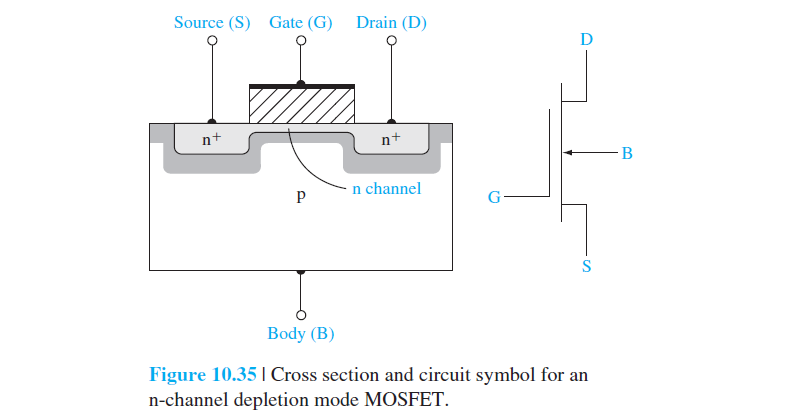 Source (S) Gate (G) Drain (D)
D
n+ n+
B
n channel
p
G
S
Body (B)
Figure 10.35 | Cross section and circuit symbol for an
n-channel depletion mode MOSFET.